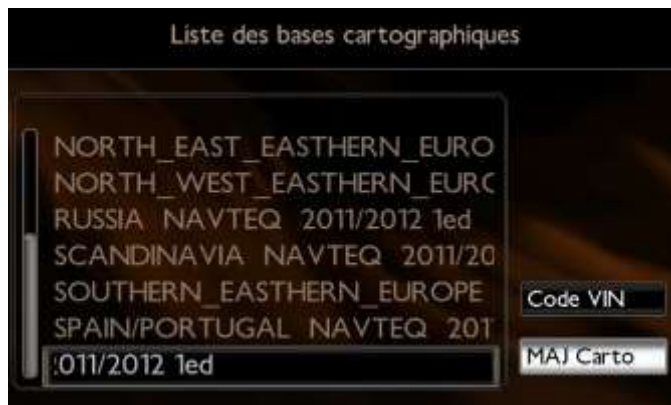 Liste des bases cartographiques
NORTH_EAST_EASTHERN_EURO
NORTH_WEST_EASTHERN_EURC
RUSSIA NAVTEQ 2011/2012 1ed
SCANDINAVIA NAVTEQ 2011/20
SOUTHERN_EASTHERN_EUROPE
SPAIN/PORTUGAL NAVTEQ 201
:011/2012 1ed
Code VIN
MAJ Carto